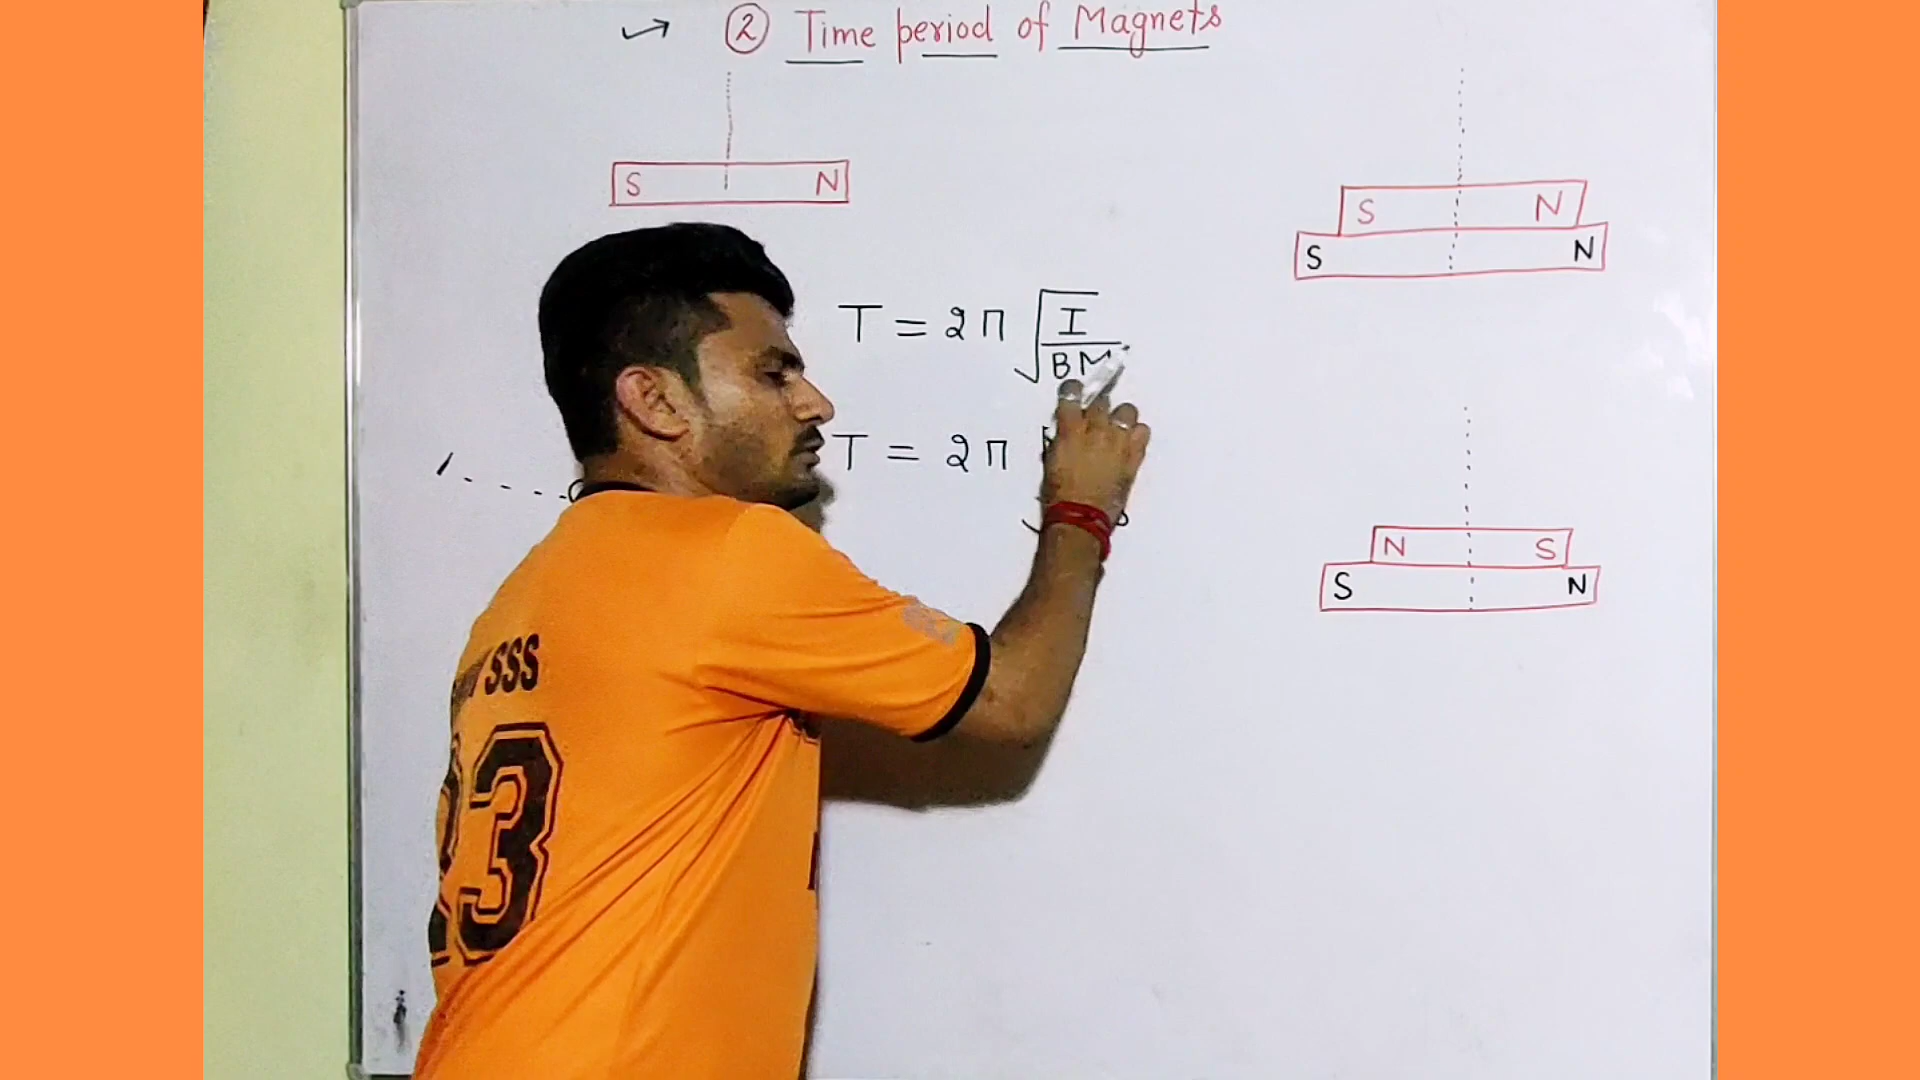 ② Time period of Magnets
S N
S N
S N
T = 2π √(I/BM)
T = 2π
N S
S N
SSS
23